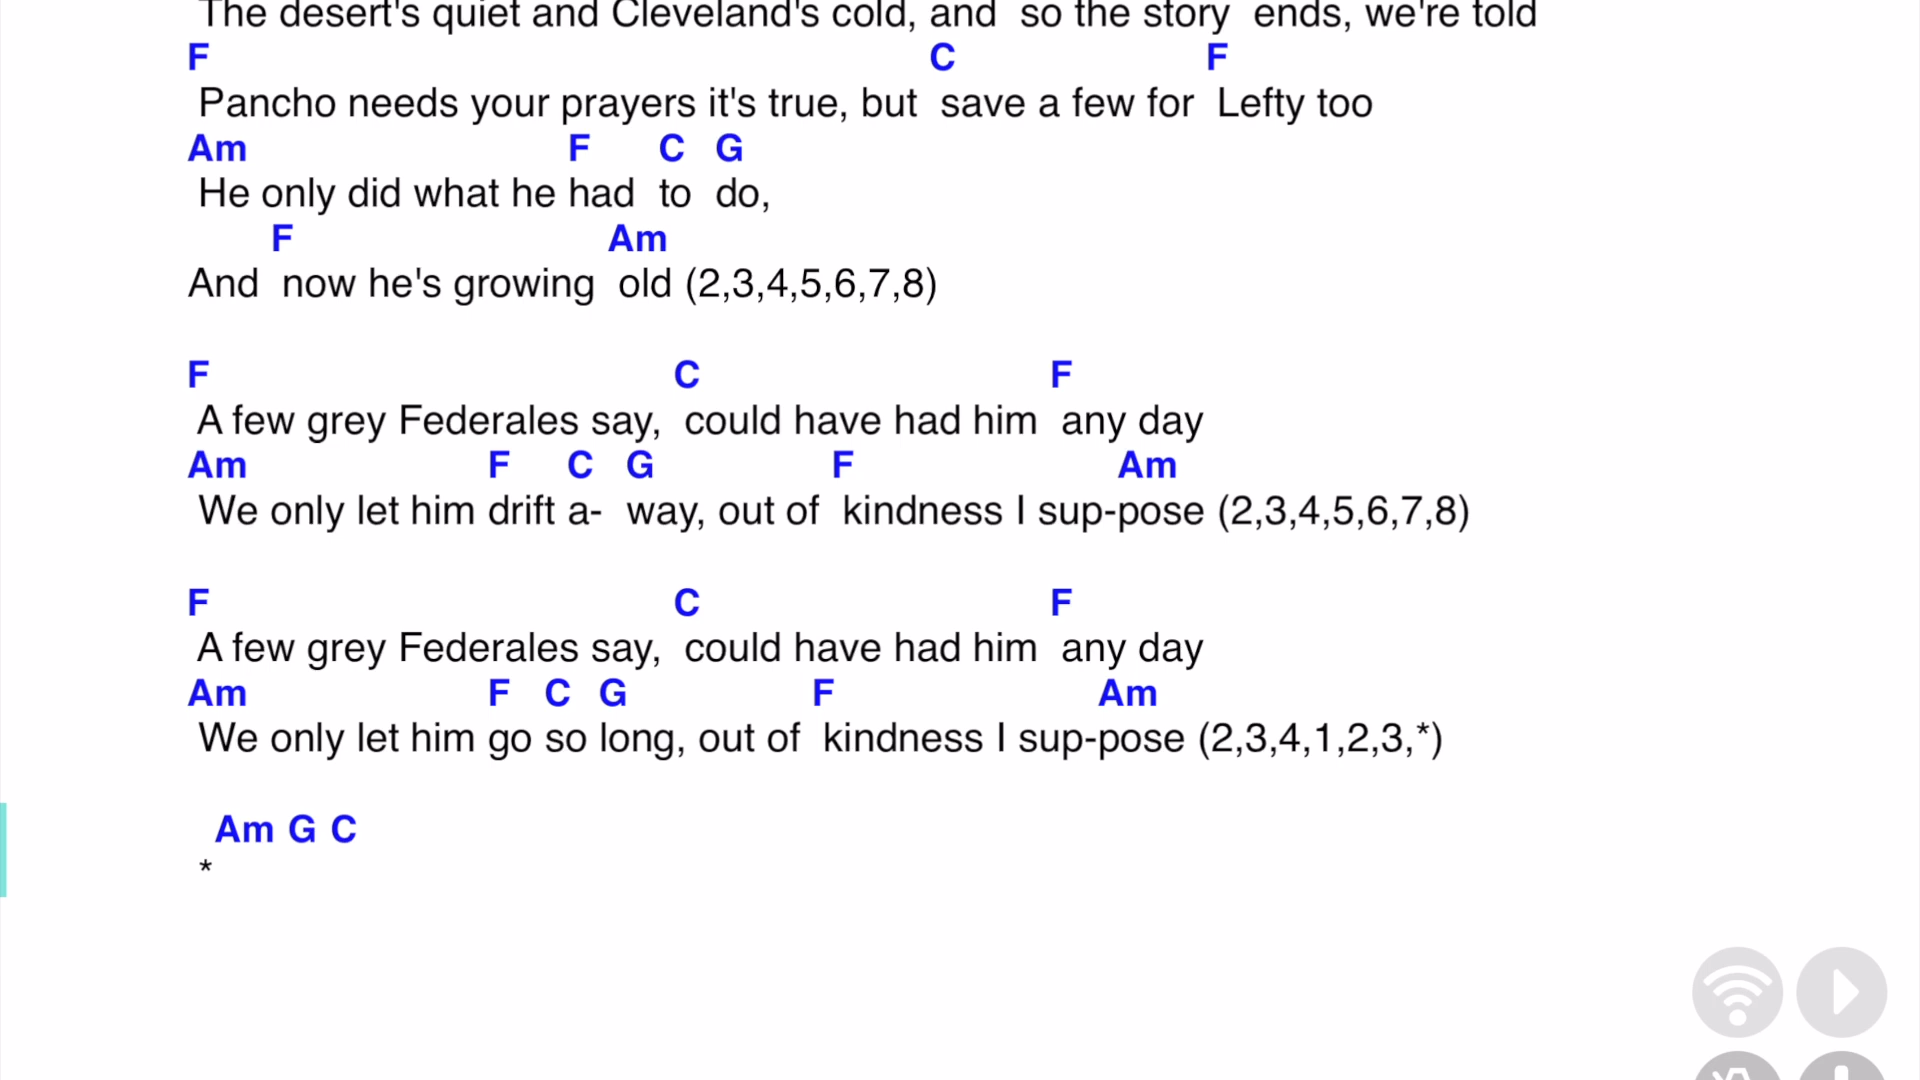 The desert's quiet and Cleveland's cold, and so the story ends, we're told
F C F
Pancho needs your prayers it's true, but save a few for Lefty too
Am F C G
He only did what he had to do,
F Am
And now he's growing old (2,3,4,5,6,7,8)
F C F
A few grey Federales say, could have had him any day
Am F C G F Am
We only let him drift a- way, out of kindness I sup-pose (2,3,4,5,6,7,8)
F C F
A few grey Federales say, could have had him any day
Am F C G F Am
We only let him go so long, out of kindness I sup-pose (2,3,4,1,2,3,*)
Am G C
*